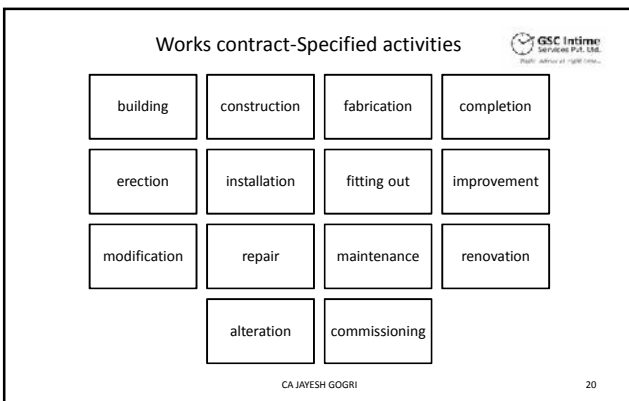 Works contract-Specified activities
GSC Intime
Services Pvt. Ltd.
building construction fabrication completion
erection installation fitting out improvement
modification repair maintenance renovation
alteration commissioning
CA JAYESH GOGRI 20